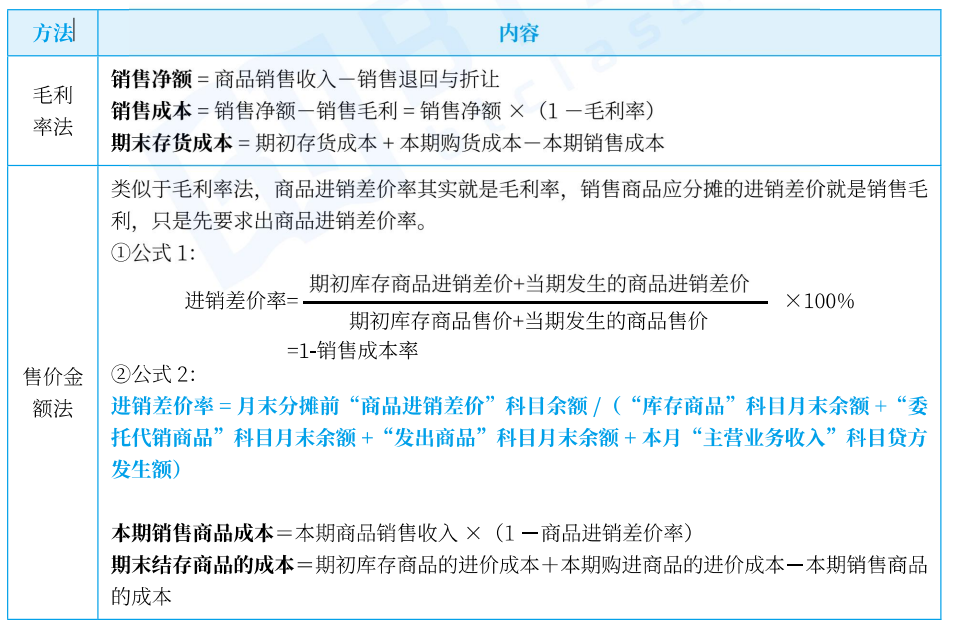 方法
内容
毛利
率法
销售净额 = 商品销售收入－销售退回与折让
销售成本 = 销售净额－销售毛利 = 销售净额 ×（1 －毛利率）
期末存货成本 = 期初存货成本 + 本期购货成本－本期销售成本
售价金
额法
类似于毛利率法，商品进销差价率其实就是毛利率，销售商品应分摊的进销差价就是销售毛
利，只是先要求出商品进销差价率。
①公式 1：
期初库存商品进销差价+当期发生的商品进销差价
进销差价率= ×100%
期初库存商品售价+当期发生的商品售价
=1-销售成本率
②公式 2：
进销差价率 = 月末分摊前“商品进销差价”科目余额 /（“库存商品”科目月末余额 +“委
托代销商品”科目月末余额 +“发出商品”科目月末余额 + 本月“主营业务收入”科目贷方
发生额）
本期销售商品成本＝本期商品销售收入 ×（1 －商品进销差价率）
期末结存商品的成本＝期初库存商品的进价成本＋本期购进商品的进价成本－本期销售商品
的成本